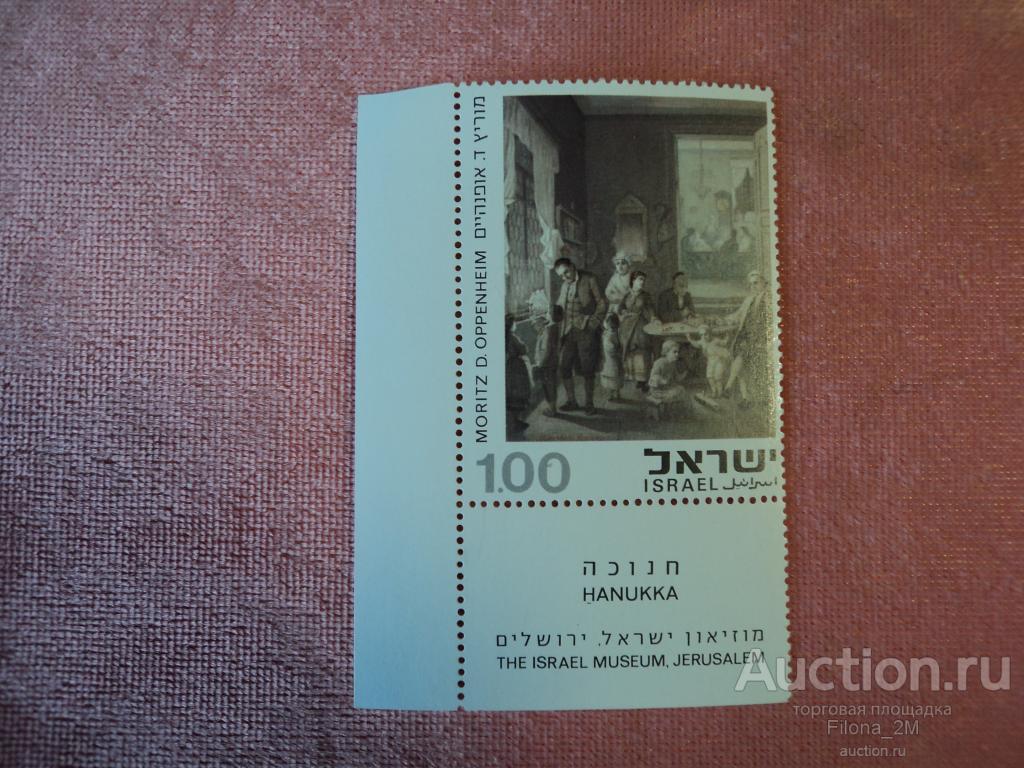 מוריץ ד. אופנהיים
MORITZ D. OPPENHEIM
1.00
ישראל
ISRAEL اسرائيل
חנוכה
HANUKKA
מוזיאון ישראל, ירושלים
THE ISRAEL MUSEUM, JERUSALEM
Auction.ru
торговая площадка
Filona_2M
auction.ru